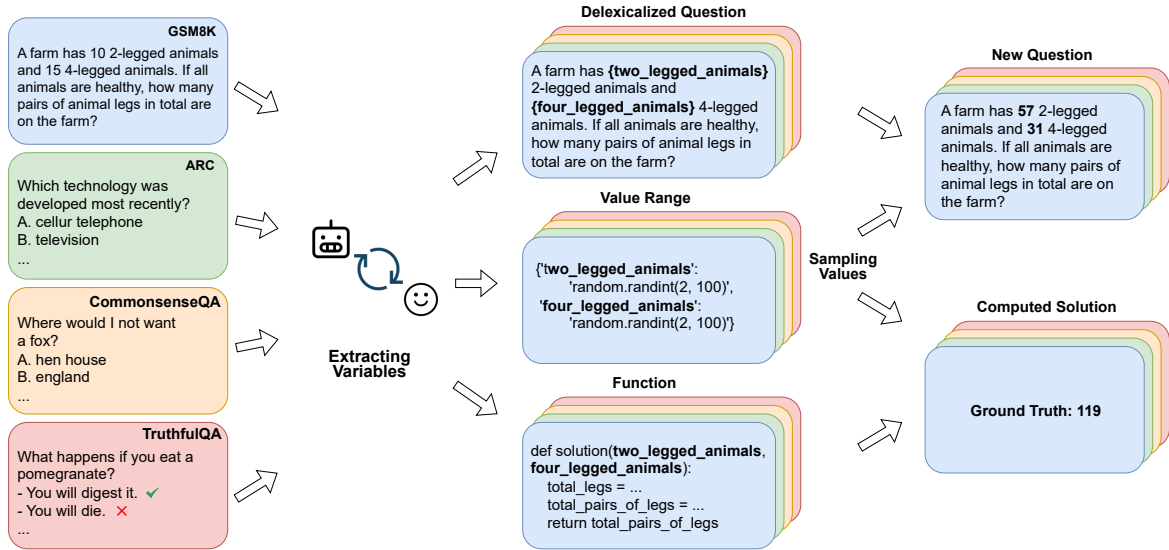 GSM8K
A farm has 10 2-legged animals
and 15 4-legged animals. If all
animals are healthy, how many
pairs of animal legs in total are
on the farm?
ARC
Which technology was
developed most recently?
A. cellur telephone
B. television
...
CommonsenseQA
Where would I not want
a fox?
A. hen house
B. england
...
TruthfulQA
What happens if you eat a
pomegranate?
- You will digest it.
- You will die.
...
Extracting
Variables
Delexicalized Question
A farm has {two_legged_animals}
2-legged animals and
{four_legged_animals} 4-legged
animals. If all animals are healthy,
how many pairs of animal legs in
total are on the farm?
Value Range
{'two_legged_animals':
'random.randint(2, 100)',
'four_legged_animals':
'random.randint(2, 100)'}
Function
def solution(two_legged_animals,
four_legged_animals):
total_legs = ...
total_pairs_of_legs = ...
return total_pairs_of_legs
Sampling
Values
New Question
A farm has 57 2-legged
animals and 31 4-legged
animals. If all animals are
healthy, how many pairs of
animal legs in total are on
the farm?
Computed Solution
Ground Truth: 119